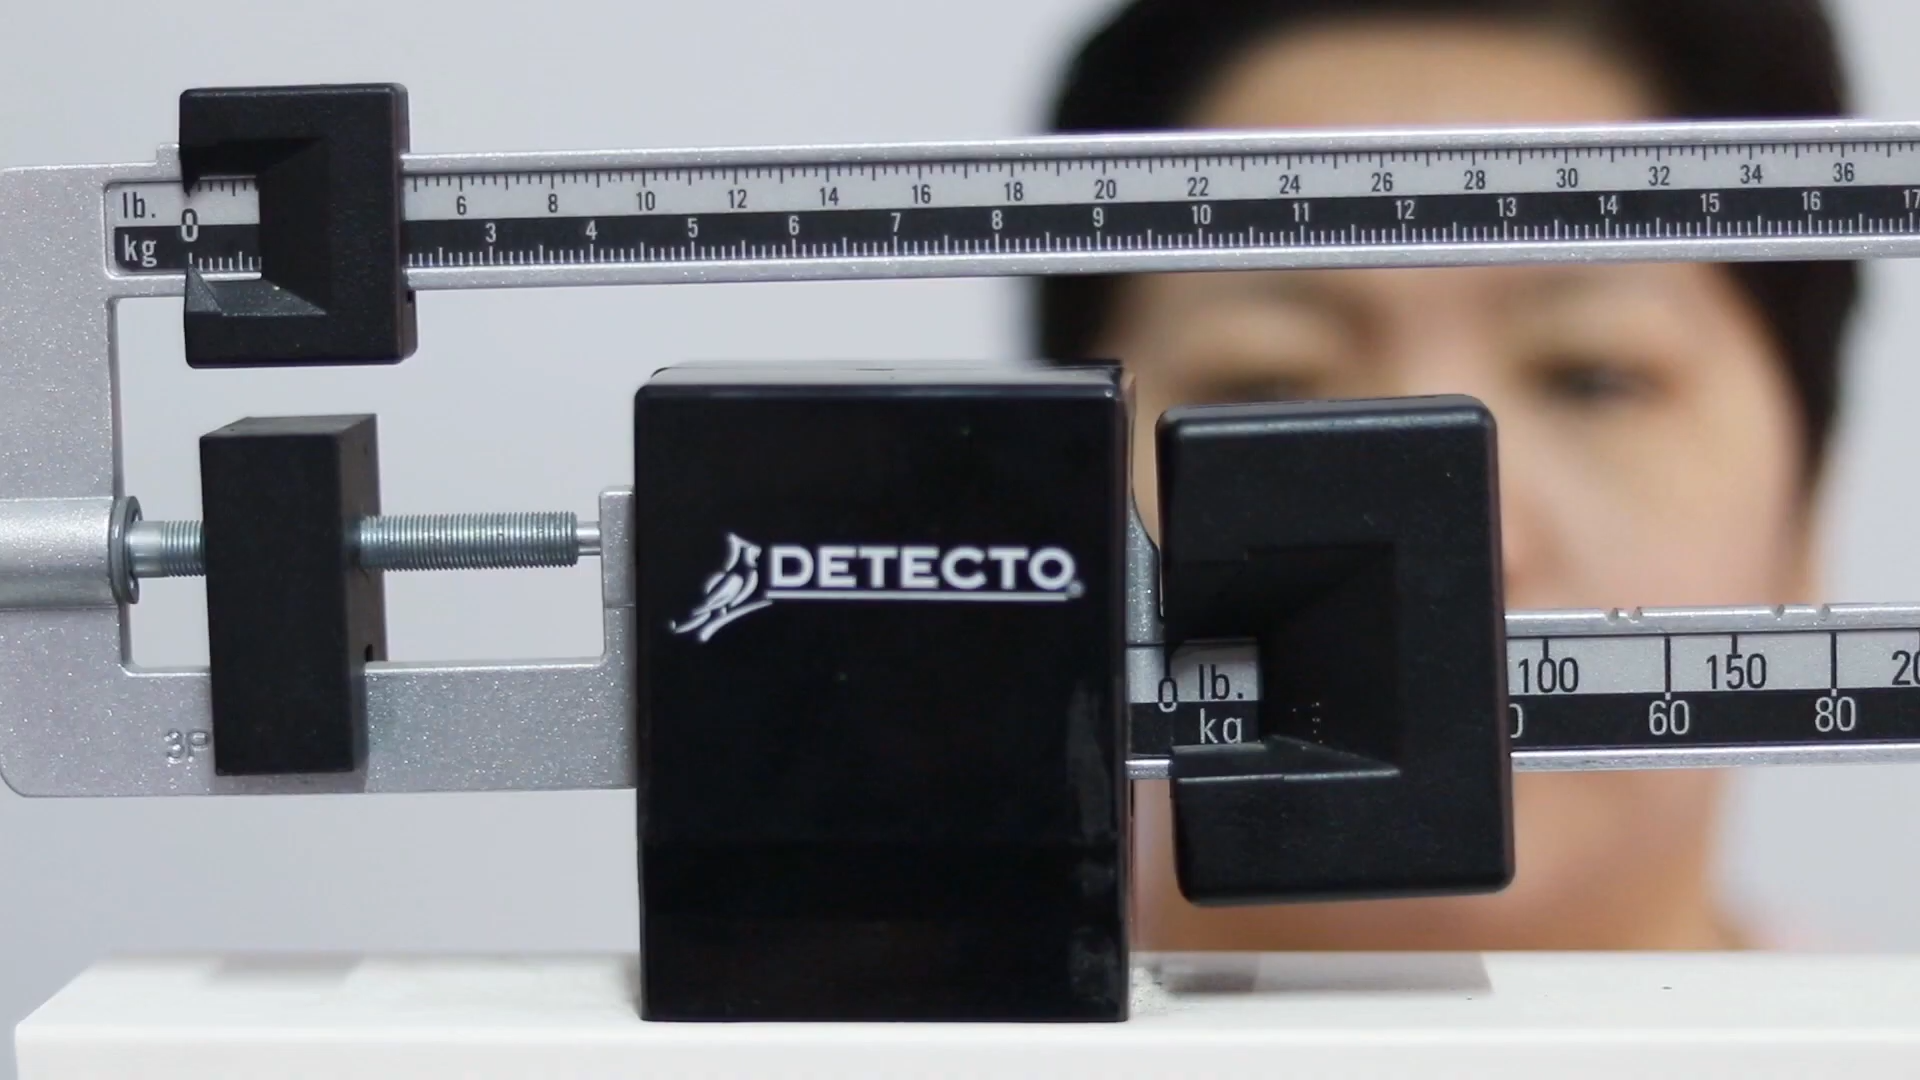 lb. 0 6 8 10 12 14 16 18 20 22 24 26 28 30 32 34 36
kg 3 4 5 6 7 8 9 10 11 12 13 14 15 16 17
DETECTO®
0 lb. 100 150
kg 60 80
3P